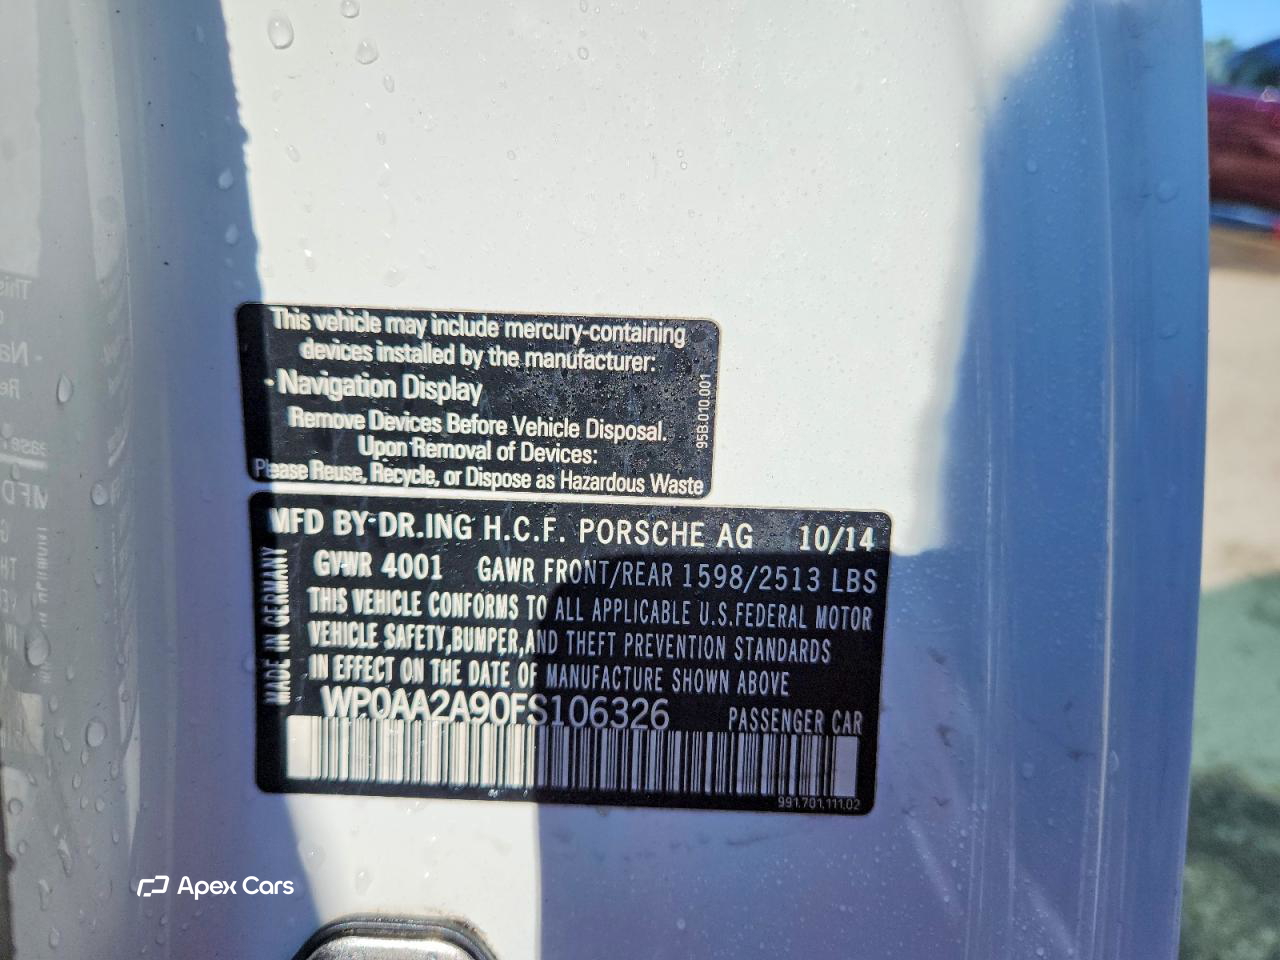 This vehicle may include mercury-containing
devices installed by the manufacturer:
- Navigation Display
Remove Devices Before Vehicle Disposal.
Upon Removal of Devices:
Please Reuse, Recycle, or Dispose as Hazardous Waste
95B.010.001
MFD BY-DR.ING H.C.F. PORSCHE AG 10/14
GVWR 4001 GAWR FRONT/REAR 1598/2513 LBS
THIS VEHICLE CONFORMS TO ALL APPLICABLE U.S.FEDERAL MOTOR
VEHICLE SAFETY,BUMPER,AND THEFT PREVENTION STANDARDS
IN EFFECT ON THE DATE OF MANUFACTURE SHOWN ABOVE
WP0AA2A90FS106326 PASSENGER CAR
MADE IN GERMANY
991.701.111.02
Apex Cars